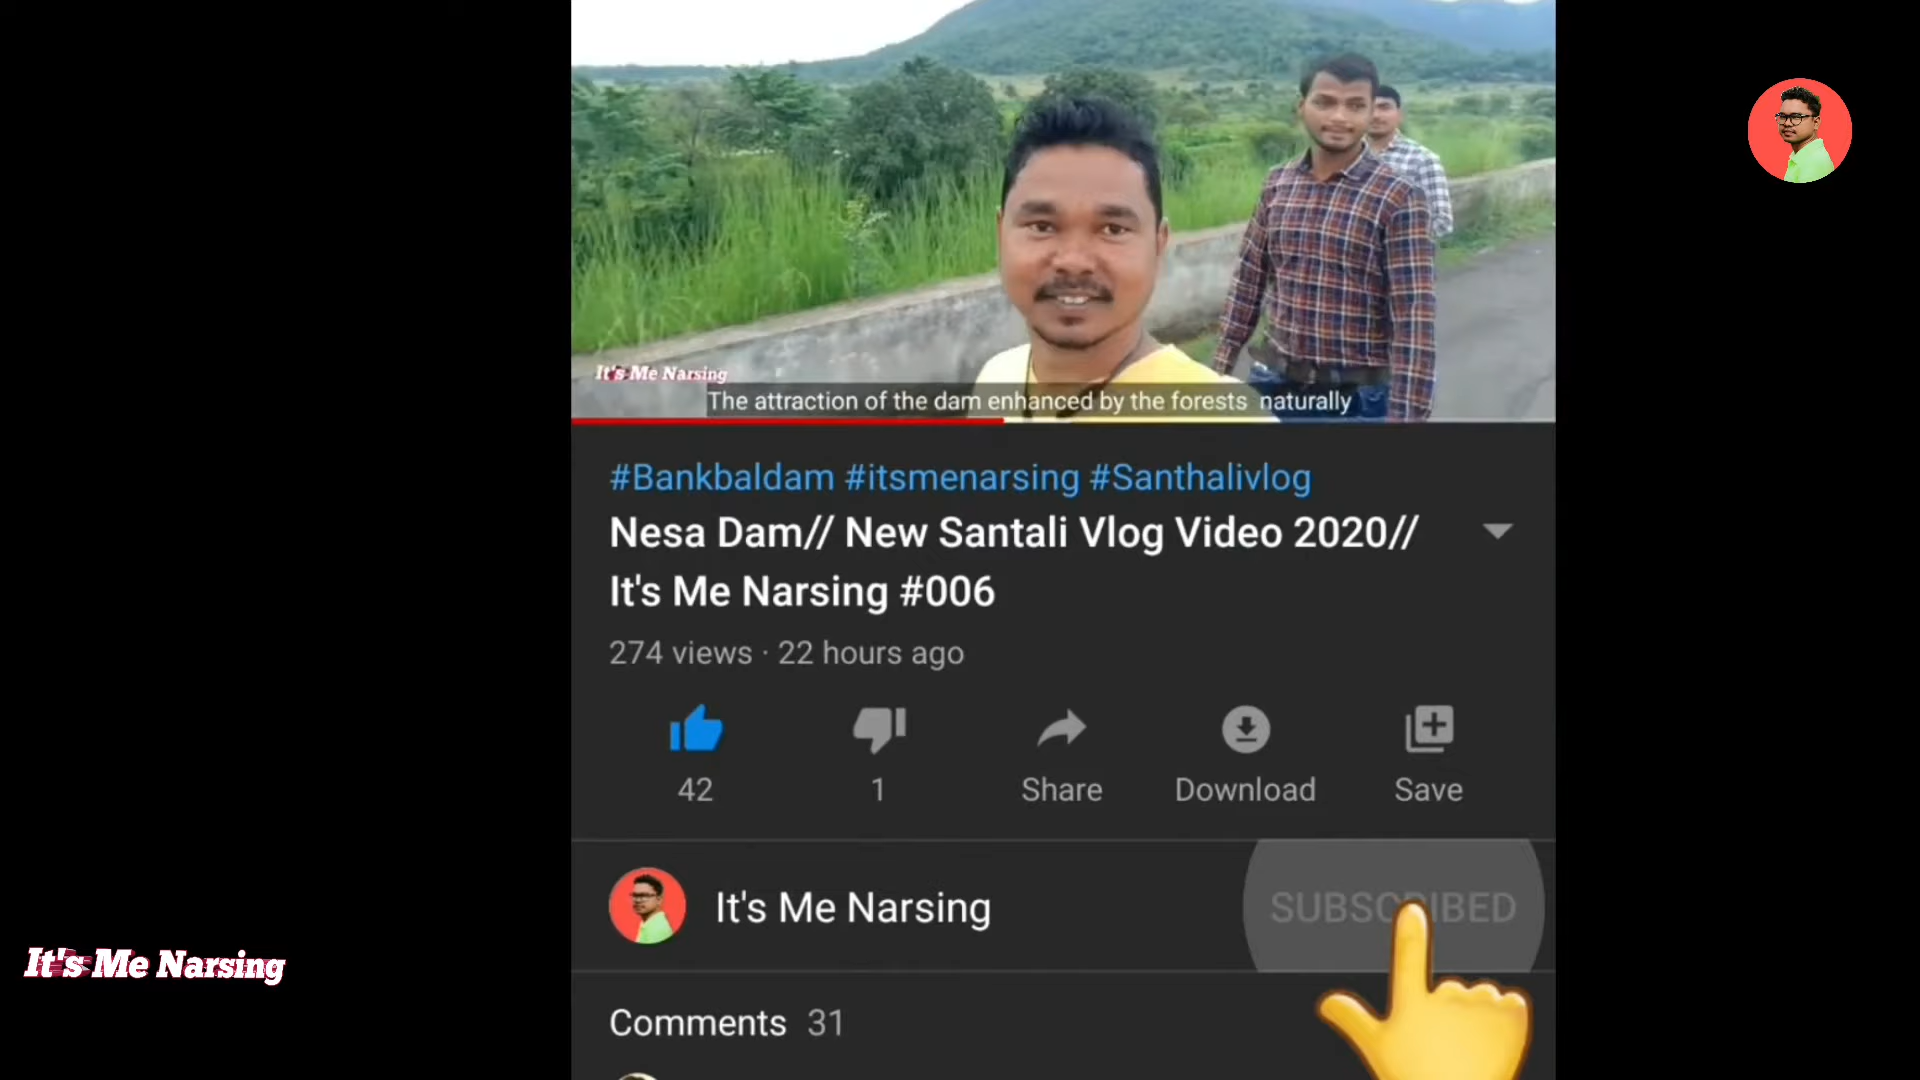 It's Me Narsing
The attraction of the dam enhanced by the forests naturally
#Bankbaldam #itsmenarsing #Santhalivlog
Nesa Dam// New Santali Vlog Video 2020//
It's Me Narsing #006
274 views · 22 hours ago
42
1
Share
Download
Save
It's Me Narsing
SUBSCRIBED
It's Me Narsing
Comments 31